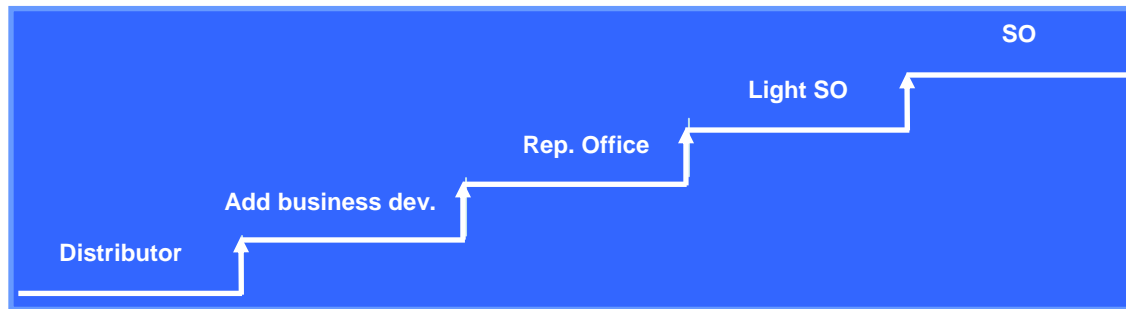 SO
Light SO
Rep. Office
Add business dev.
Distributor